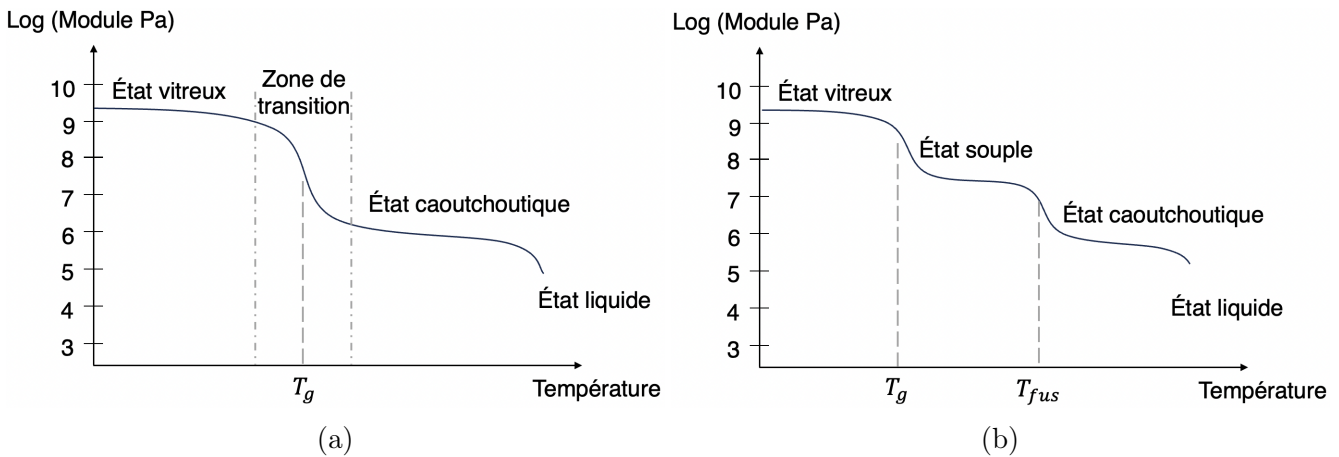 Log (Module Pa)
10
9
8
7
6
5
4
3
État vitreux
Zone de
transition
État caoutchoutique
État liquide
T_g
Température
(a)
Log (Module Pa)
10
9
8
7
6
5
4
3
État vitreux
État souple
État caoutchoutique
État liquide
T_g
T_fus
Température
(b)